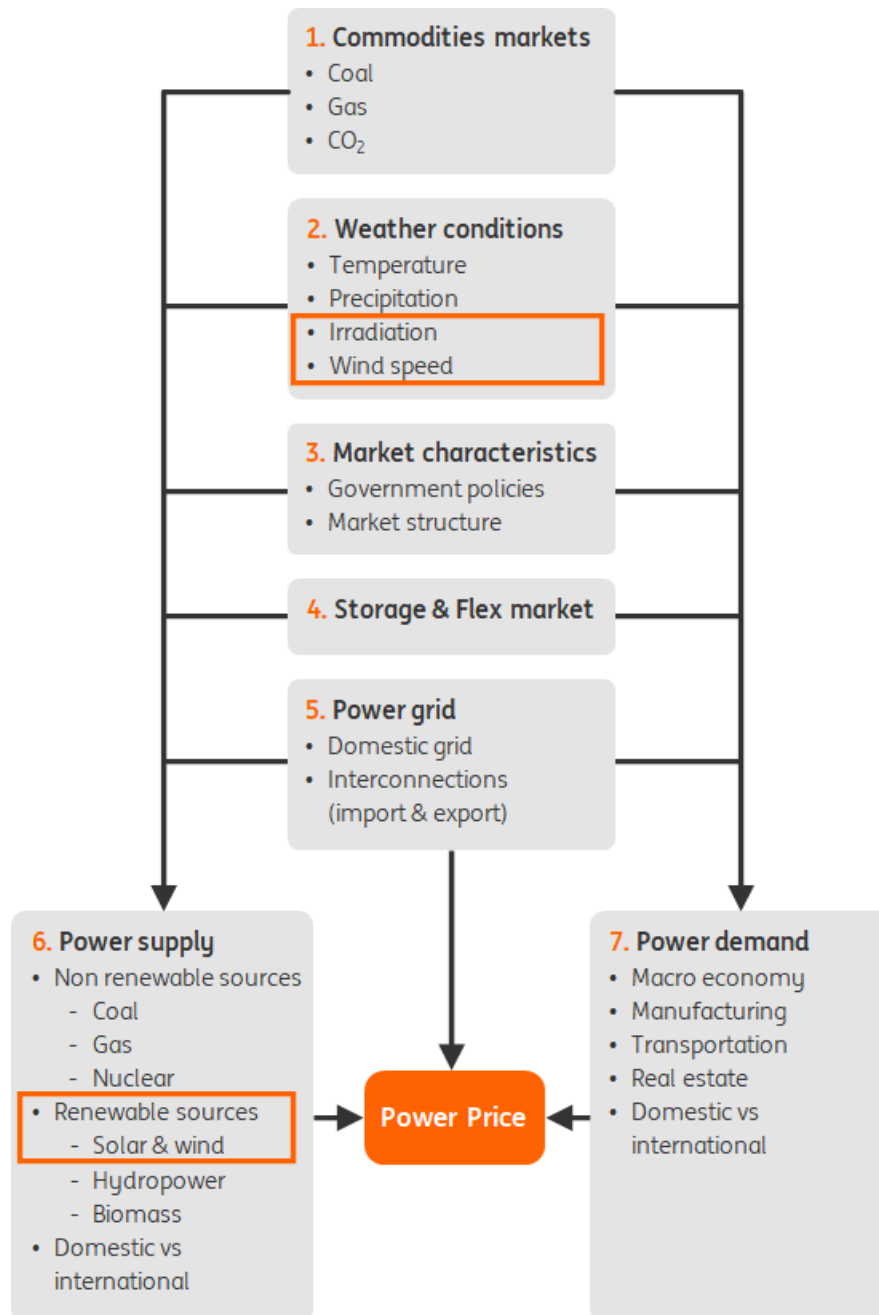 1. Commodities markets
• Coal
• Gas
• CO₂
2. Weather conditions
• Temperature
• Precipitation
• Irradiation
• Wind speed
3. Market characteristics
• Government policies
• Market structure
4. Storage & Flex market
5. Power grid
• Domestic grid
• Interconnections
(import & export)
6. Power supply
• Non renewable sources
- Coal
- Gas
- Nuclear
• Renewable sources
- Solar & wind
- Hydropower
- Biomass
• Domestic vs
international
Power Price
7. Power demand
• Macro economy
• Manufacturing
• Transportation
• Real estate
• Domestic vs
international